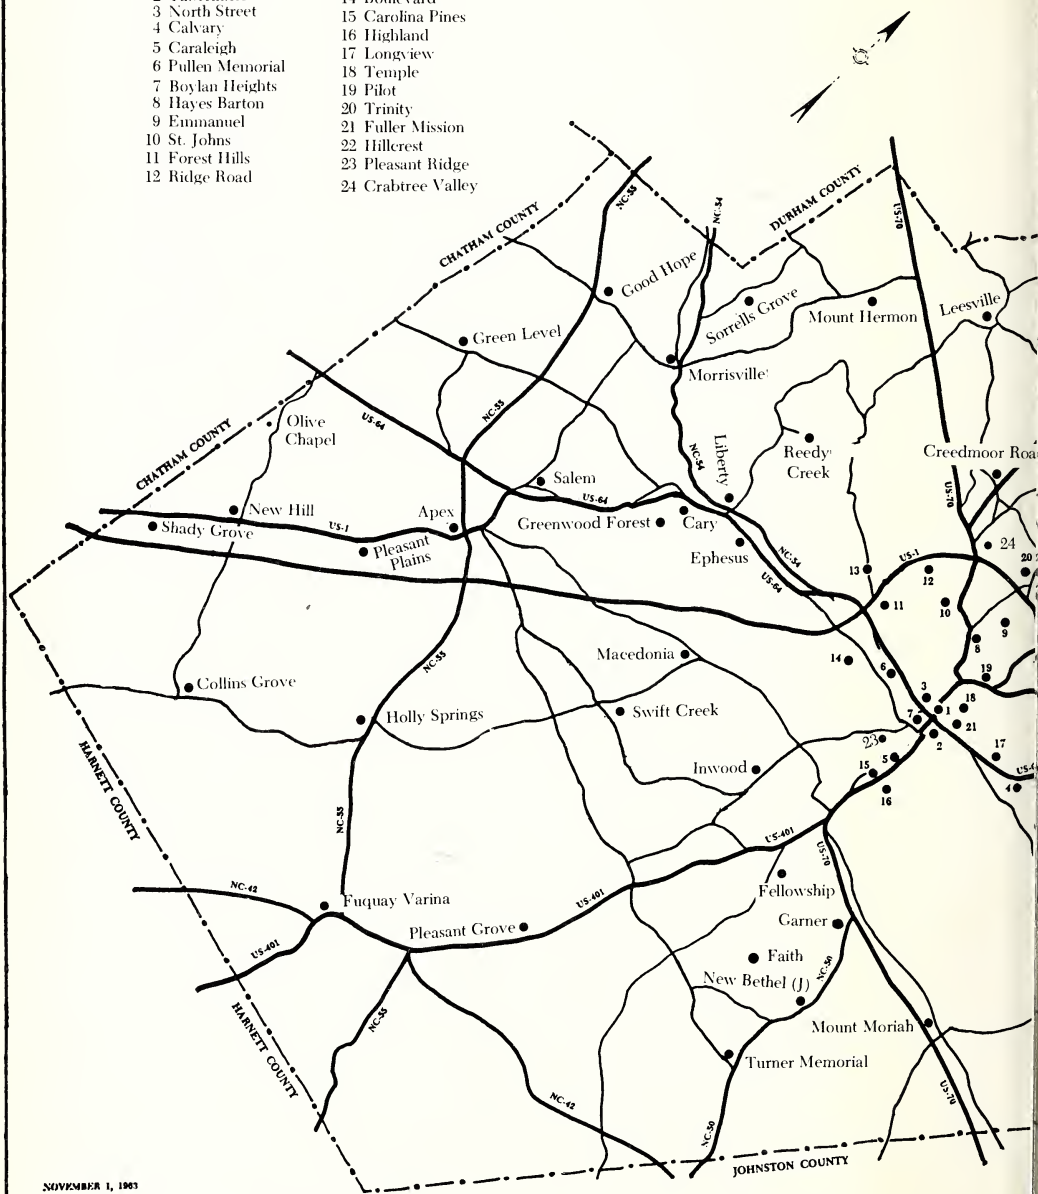 3 North Street
4 Calvary
5 Caraleigh
6 Pullen Memorial
7 Boylan Heights
8 Hayes Barton
9 Emmanuel
10 St. Johns
11 Forest Hills
12 Ridge Road
15 Carolina Pines
16 Highland
17 Longview
18 Temple
19 Pilot
20 Trinity
21 Fuller Mission
22 Hillcrest
23 Pleasant Ridge
24 Crabtree Valley
CHATHAM COUNTY
DURHAM COUNTY
NC-55
NC-54
US-70
Good Hope
Sorrells Grove
Mount Hermon
Leesville
Green Level
Morrisville
Olive
Chapel
US-64
NC-55
CHATHAM COUNTY
Liberty
NC-54
Reedy
Creek
Creedmoor Roa
US-70
Salem
US-64
New Hill
US-1
Apex
Shady Grove
Pleasant
Plains
Greenwood Forest
Cary
Ephesus
NC-54
US-64
US-1
24
20
13
12
11
10
9
8
Macedonia
14
6
19
NC-55
Collins Grove
Holly Springs
Swift Creek
3
18
7
1
21
2
23
17
Inwood
5
15
16
4
HARNETT COUNTY
NC-55
US-401
US-70
NC-42
Fuquay Varina
US-401
Fellowship
Pleasant Grove
Garner
US-401
Faith
NC-50
New Bethel (J)
HARNETT COUNTY
NC-55
Mount Moriah
Turner Memorial
NC-42
US-70
NC-50
JOHNSTON COUNTY
NOVEMBER 1, 1963